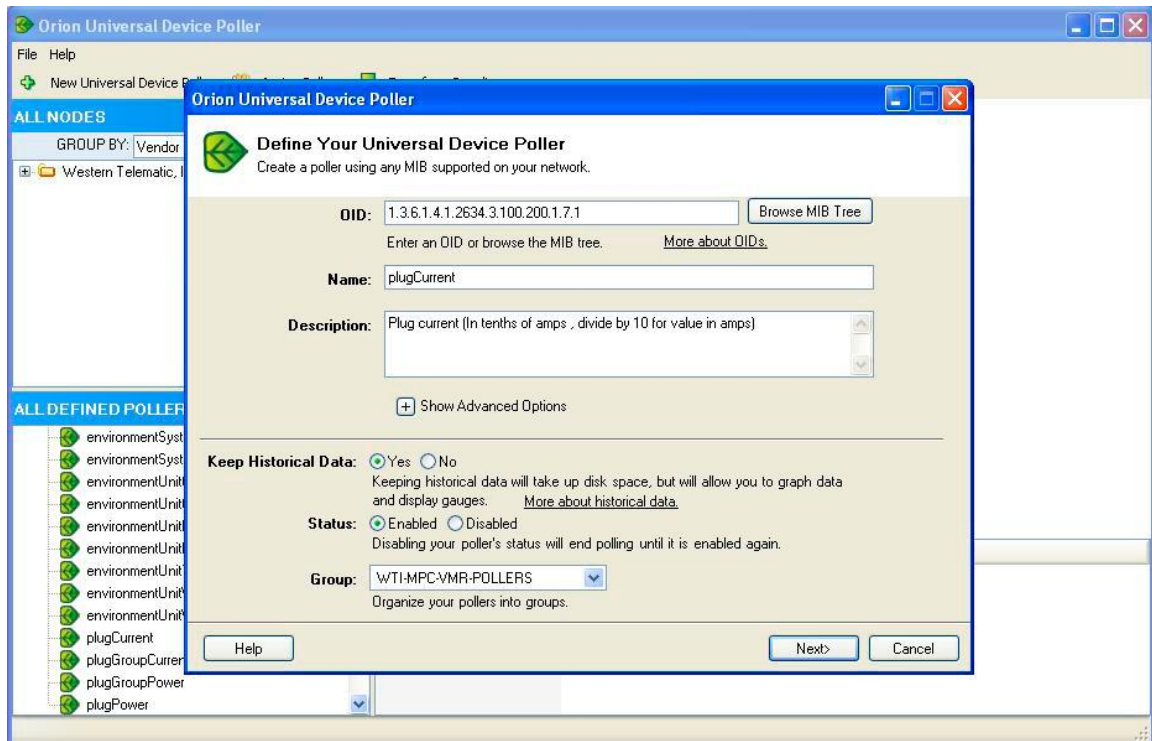 Orion Universal Device Poller
File Help
New Universal Device
ALL NODES
GROUP BY: Vendor
Western Telematic,
Orion Universal Device Poller
Define Your Universal Device Poller
Create a poller using any MIB supported on your network.
OID: 1.3.6.1.4.1.2634.3.100.200.1.7.1 Browse MIB Tree
Enter an OID or browse the MIB tree. More about OIDs.
Name: plugCurrent
Description: Plug current (In tenths of amps , divide by 10 for value in amps)
Show Advanced Options
Keep Historical Data: Yes No
Keeping historical data will take up disk space, but will allow you to graph data
and display gauges. More about historical data.
Status: Enabled Disabled
Disabling your poller's status will end polling until it is enabled again.
Group: WTI-MPC-VMR-POLLERS
Organize your pollers into groups.
Help Next> Cancel
ALL DEFINED POLLER
environmentSyst
environmentSyst
environmentUnit
environmentUnit
environmentUnit
environmentUnit
environmentUnit
environmentUnit
environmentUnit
plugCurrent
plugGroupCurren
plugGroupPower
plugPower